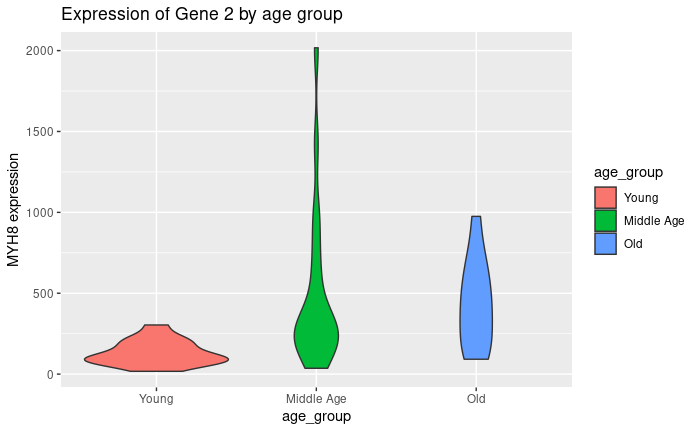 Expression of Gene 2 by age group
2000
1500
1000
500
0
MYH8 expression
Young
Middle Age
Old
age_group
age_group
Young
Middle Age
Old